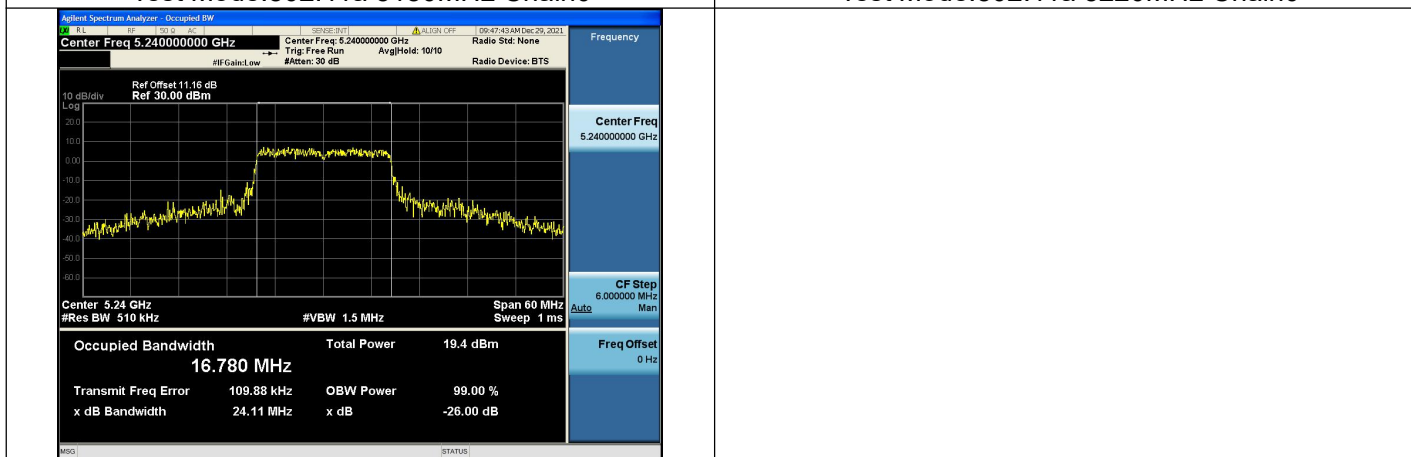 Agilent Spectrum Analyzer - Occupied BW
RL RF 50 Ω AC SENSE:INT ALIGN OFF 09:47:43 AM Dec 29, 2021
Center Freq 5.240000000 GHz Center Freq: 5.240000000 GHz Radio Std: None Frequency
Trig: Free Run Avg|Hold: 10/10
#IFGain:Low #Atten: 30 dB Radio Device: BTS
Ref Offset 11.16 dB
10 dB/div Ref 30.00 dBm
Log
20.0
10.0
0.00
-10.0
-20.0
-30.0
-40.0
-50.0
-60.0
Center Freq
5.240000000 GHz
CF Step
6.000000 MHz
Auto Man
Center 5.24 GHz Span 60 MHz
#Res BW 510 kHz #VBW 1.5 MHz Sweep 1 ms
Occupied Bandwidth Total Power 19.4 dBm
16.780 MHz
Freq Offset
0 Hz
Transmit Freq Error 109.88 kHz OBW Power 99.00 %
x dB Bandwidth 24.11 MHz x dB -26.00 dB
MSG STATUS